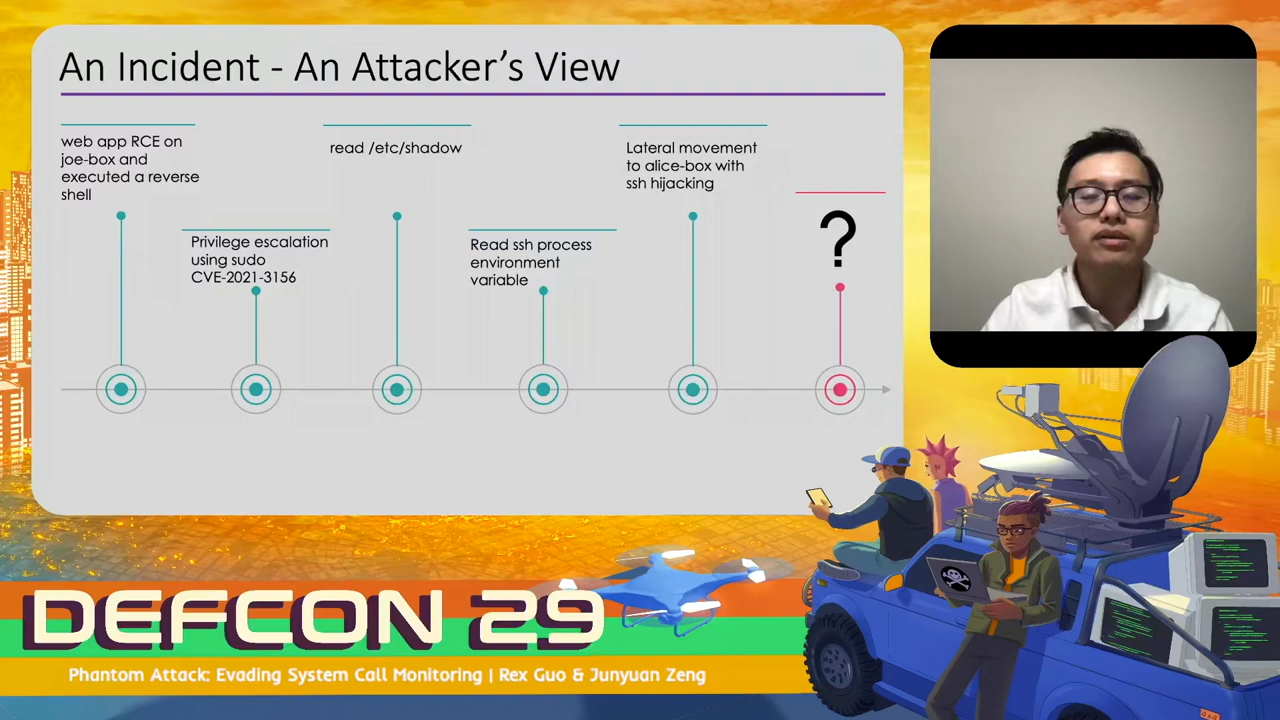 An Incident - An Attacker’s View
web app RCE on
joe-box and
executed a reverse
shell
Privilege escalation
using sudo
CVE-2021-3156
read /etc/shadow
Read ssh process
environment
variable
Lateral movement
to alice-box with
ssh hijacking
?
DEFCON 29
Phantom Attack: Evading System Call Monitoring | Rex Guo & Junyuan Zeng